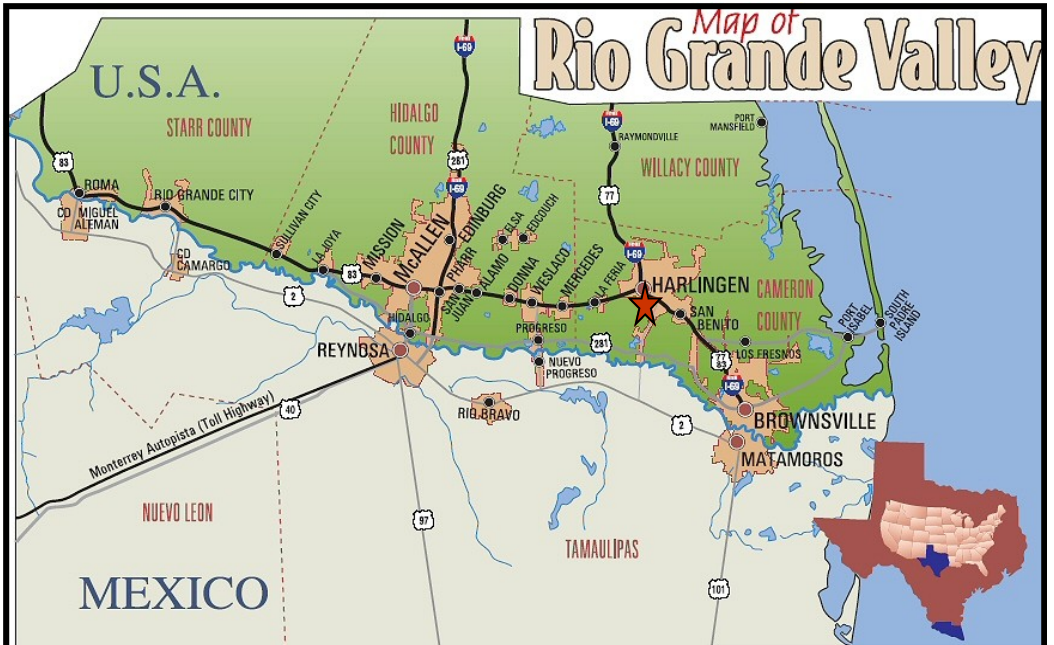 Map of
Rio Grande Valley
U.S.A.
I-69
I-69
STARR COUNTY
HIDALGO
COUNTY
PORT
MANSFIELD
RAYMONDVILLE
WILLACY COUNTY
83
281
I-69
77
ROMA
RIO GRANDE CITY
CD MIGUEL
ALEMAN
CD
CAMARGO
SULLIVAN CITY
LA JOYA
83
MISSION
McALLEN
EDINBURG
PHARR
SAN
JUAN
ALAMO
ELSA
EDCOUCH
DONNA
WESLACO
MERCEDES
LA FERIA
I-69
HARLINGEN
SAN
BENITO
CAMERON
COUNTY
PORT
ISABEL
SOUTH
PADRE
ISLAND
2
HIDALGO
REYNOSA
PROGRESO
NUEVO
PROGRESO
281
77
83
LOS FRESNOS
I-69
BROWNSVILLE
MATAMOROS
RIO BRAVO
2
Monterrey Autopista (Toll Highway)
40
97
101
NUEVO LEON
TAMAULIPAS
MEXICO